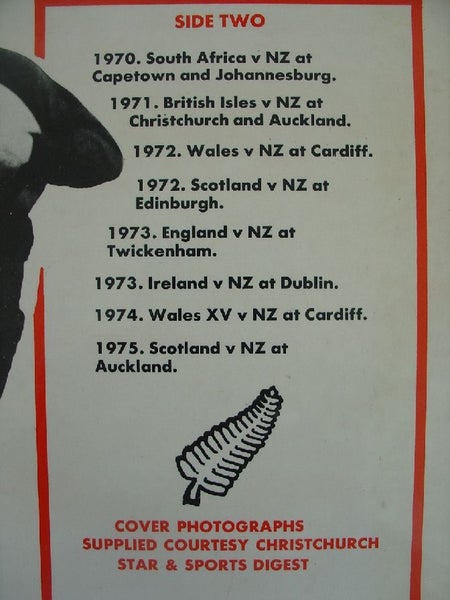 SIDE TWO
1970. South Africa v NZ at
Capetown and Johannesburg.
1971. British Isles v NZ at
Christchurch and Auckland.
1972. Wales v NZ at Cardiff.
1972. Scotland v NZ at
Edinburgh.
1973. England v NZ at
Twickenham.
1973. Ireland v NZ at Dublin.
1974. Wales XV v NZ at Cardiff.
1975. Scotland v NZ at
Auckland.
COVER PHOTOGRAPHS
SUPPLIED COURTESY CHRISTCHURCH
STAR & SPORTS DIGEST